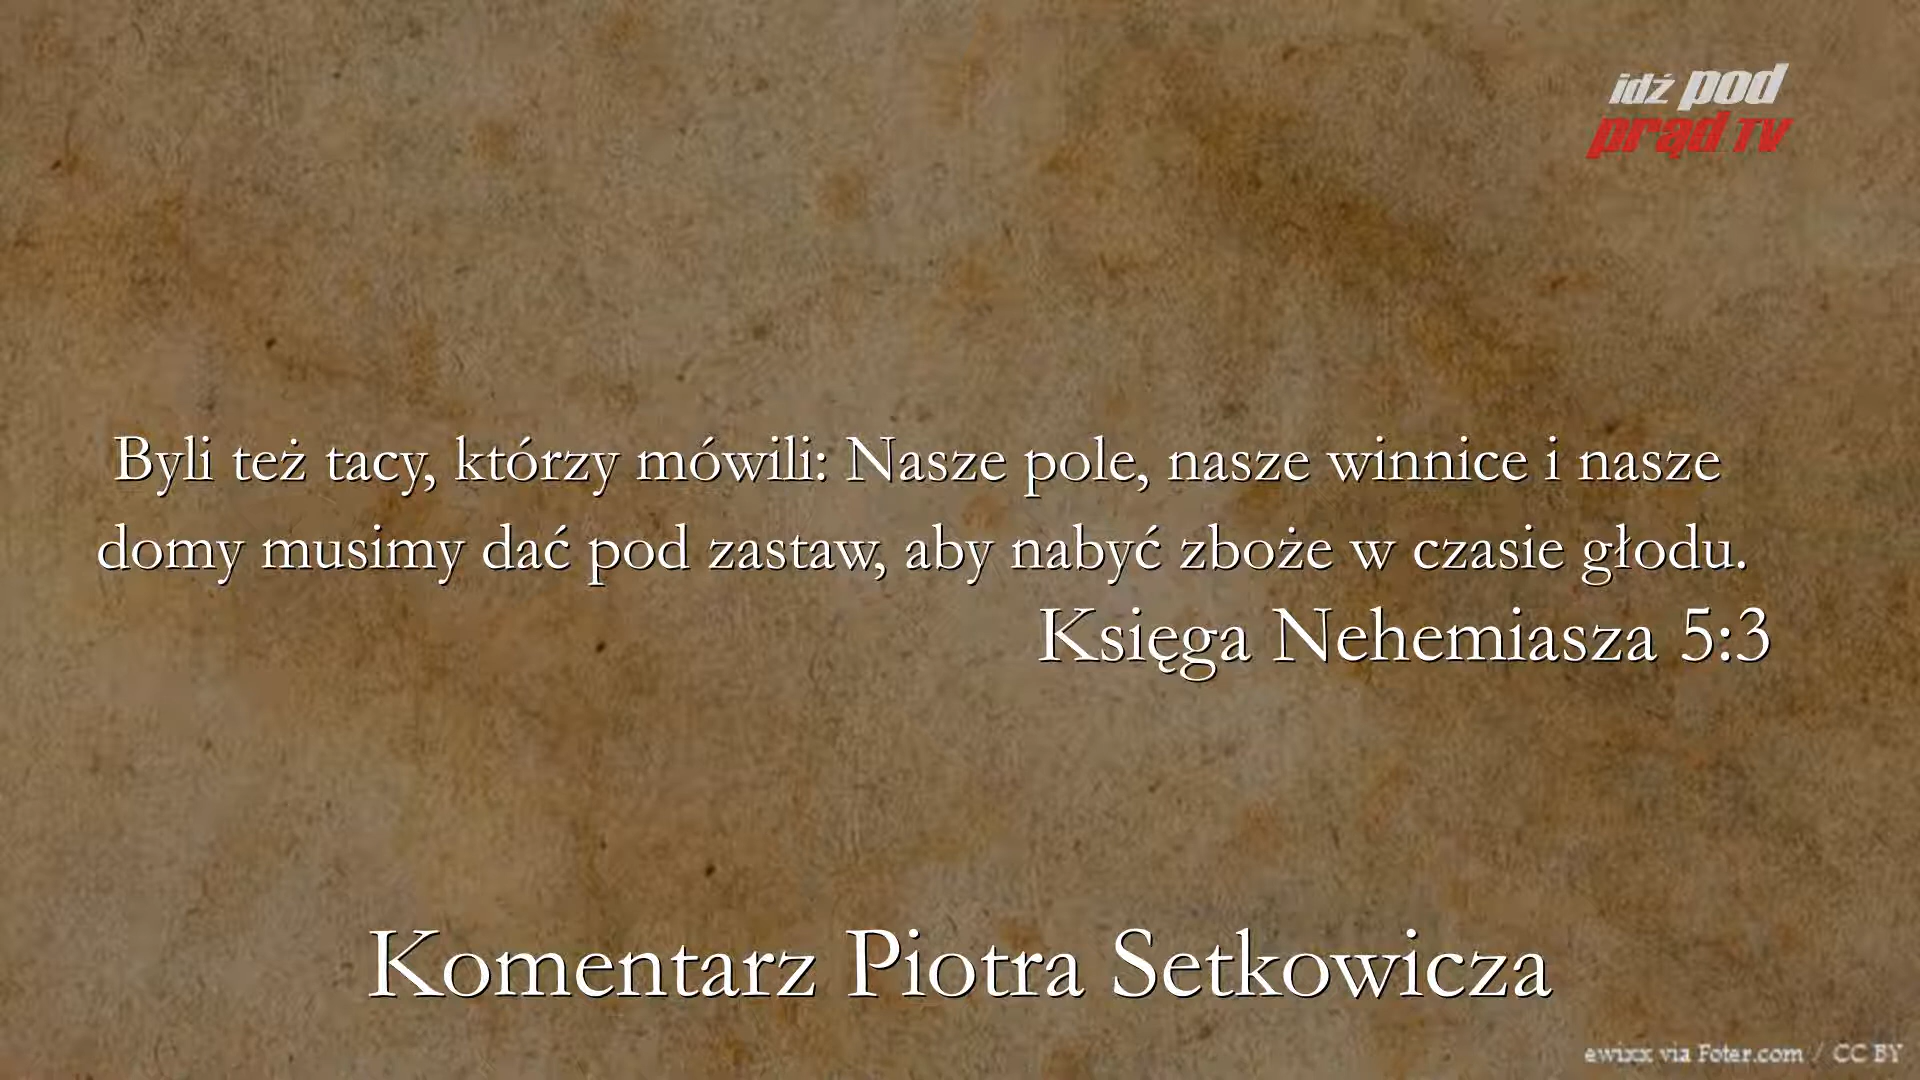 idź pod
prąd TV
Byli też tacy, którzy mówili: Nasze pole, nasze winnice i nasze
domy musimy dać pod zastaw, aby nabyć zboże w czasie głodu.
Księga Nehemiasza 5:3
Komentarz Piotra Setkowicza
ewixx via Foter.com / CC BY